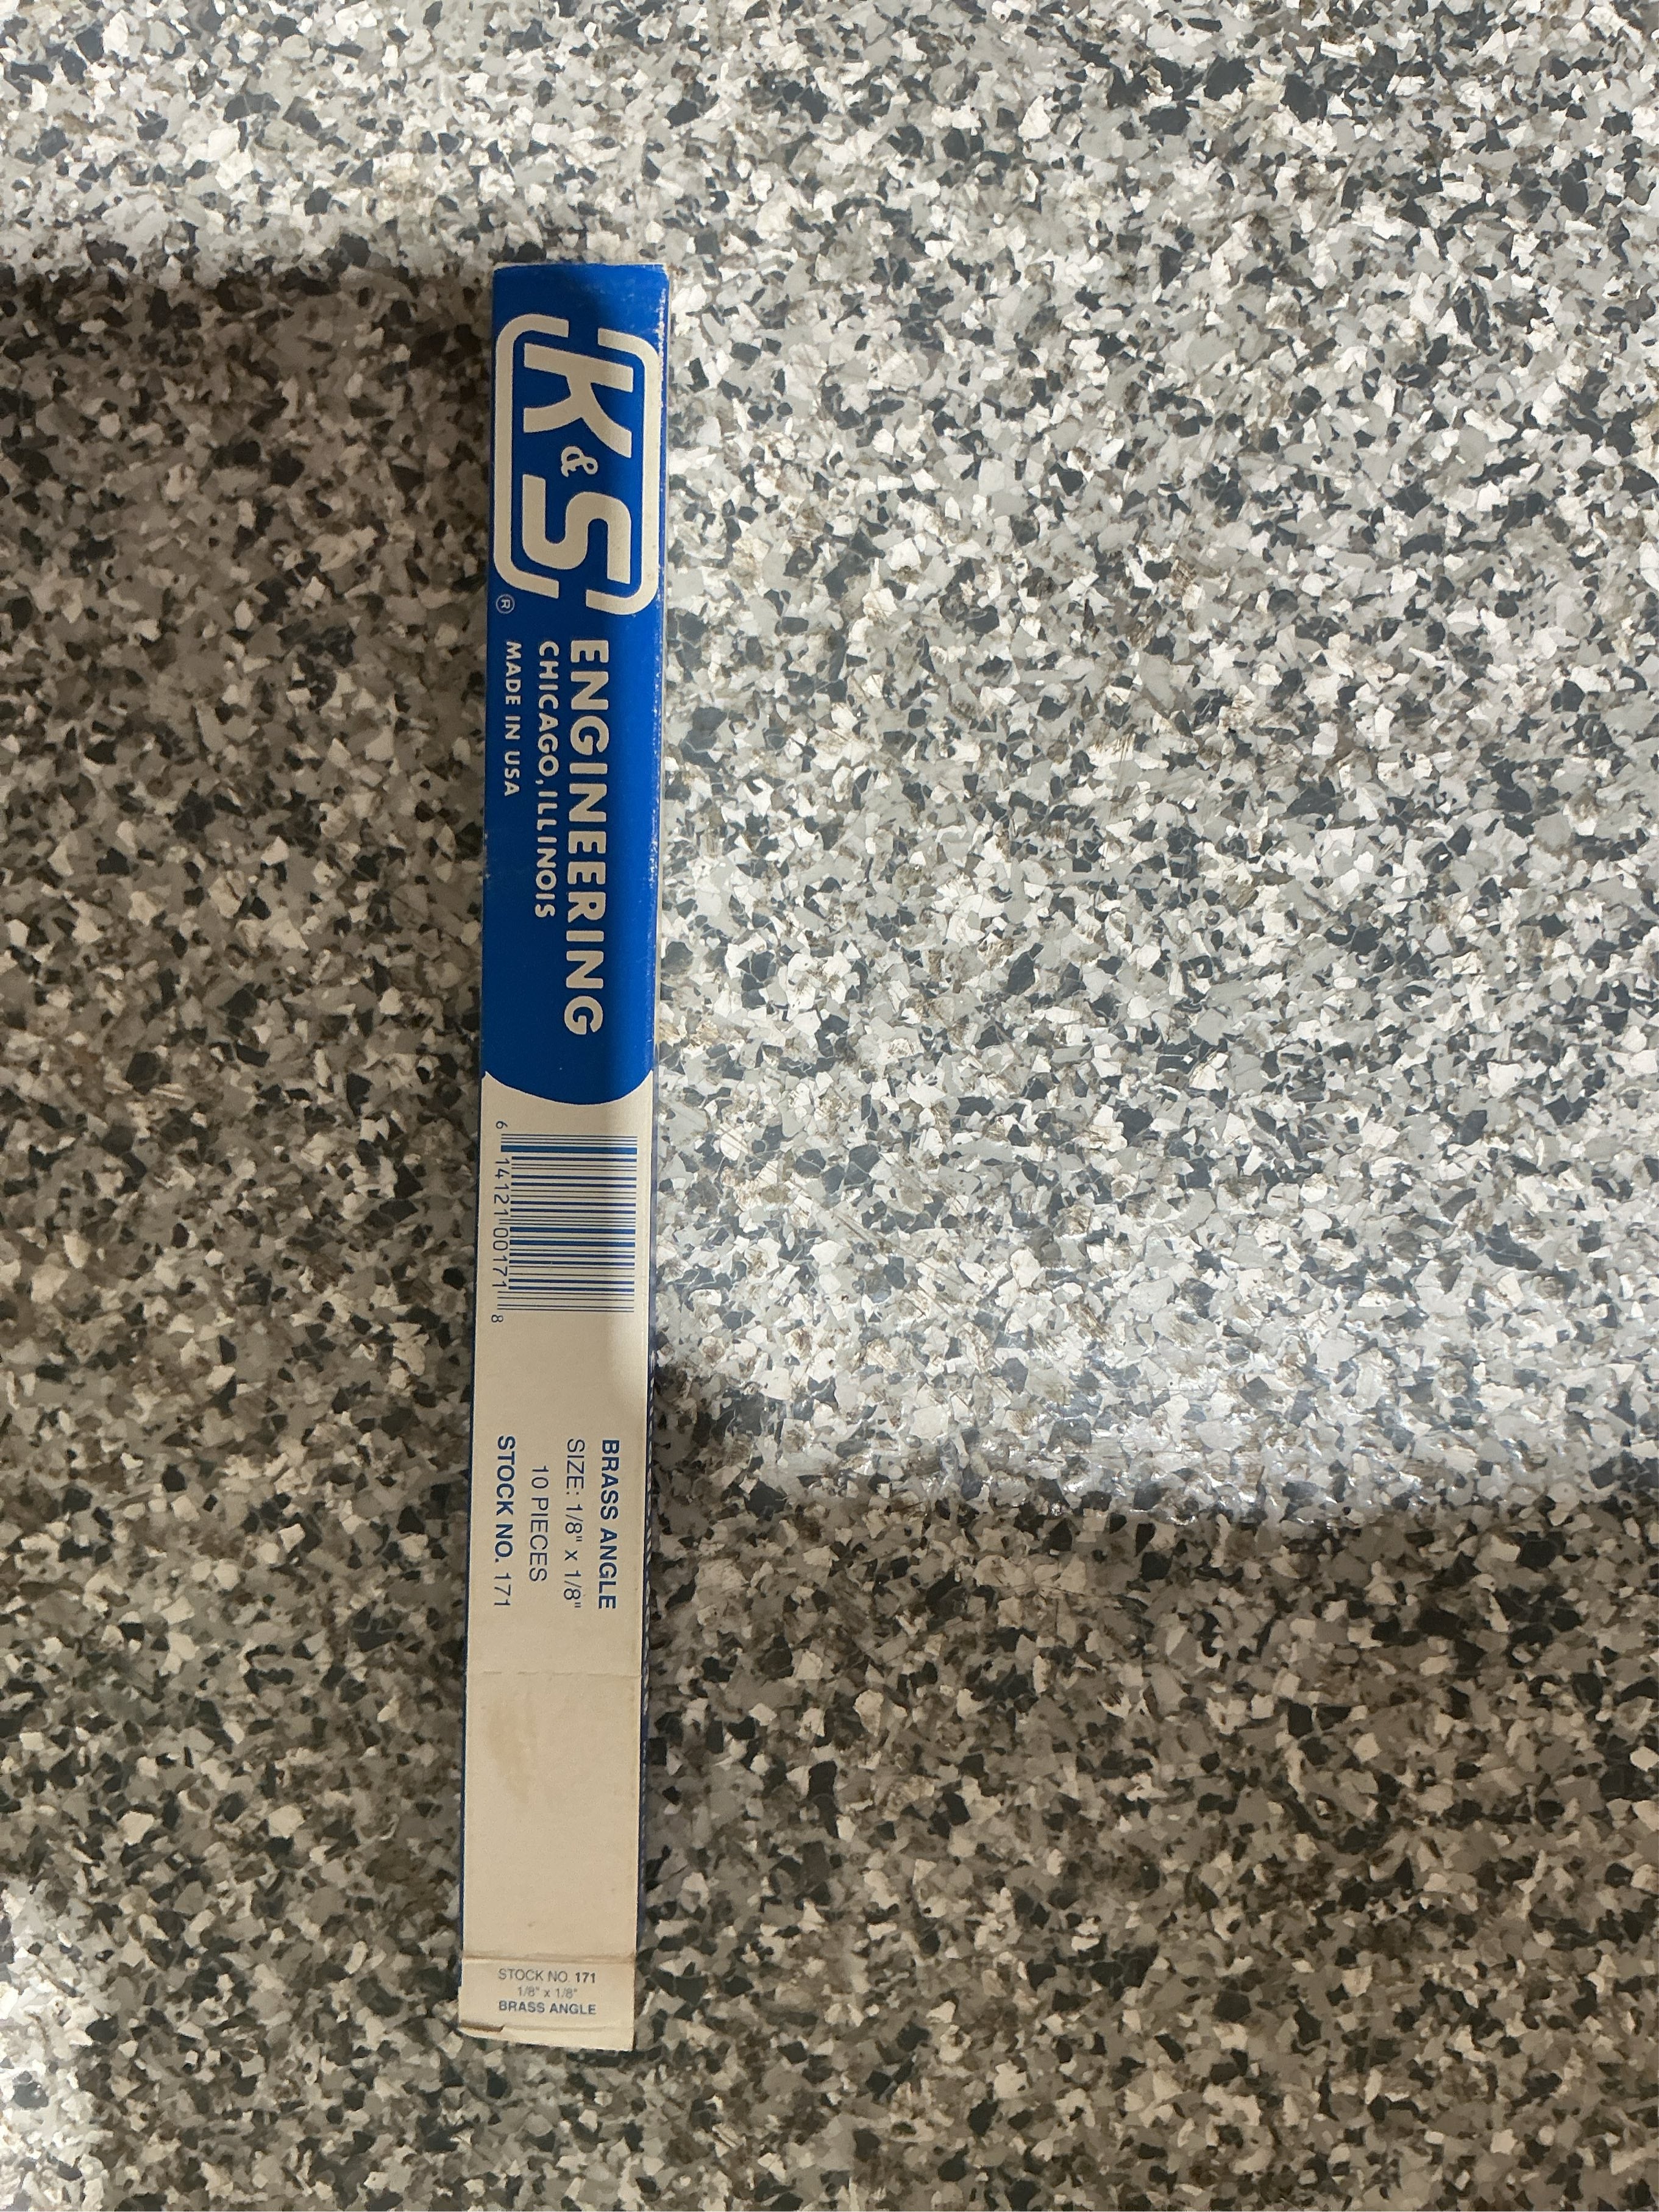 K&S®
ENGINEERING
CHICAGO, ILLINOIS
MADE IN USA
6 14121 00171 8
BRASS ANGLE
SIZE: 1/8" x 1/8"
10 PIECES
STOCK NO. 171
STOCK NO. 171
1/8" x 1/8"
BRASS ANGLE